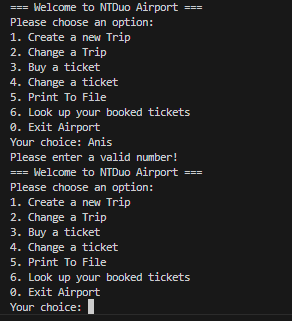 === Welcome to NTDuo Airport ===
Please choose an option:
1. Create a new Trip
2. Change a Trip
3. Buy a ticket
4. Change a ticket
5. Print To File
6. Look up your booked tickets
0. Exit Airport
Your choice: Anis
Please enter a valid number!
=== Welcome to NTDuo Airport ===
Please choose an option:
1. Create a new Trip
2. Change a Trip
3. Buy a ticket
4. Change a ticket
5. Print To File
6. Look up your booked tickets
0. Exit Airport
Your choice: